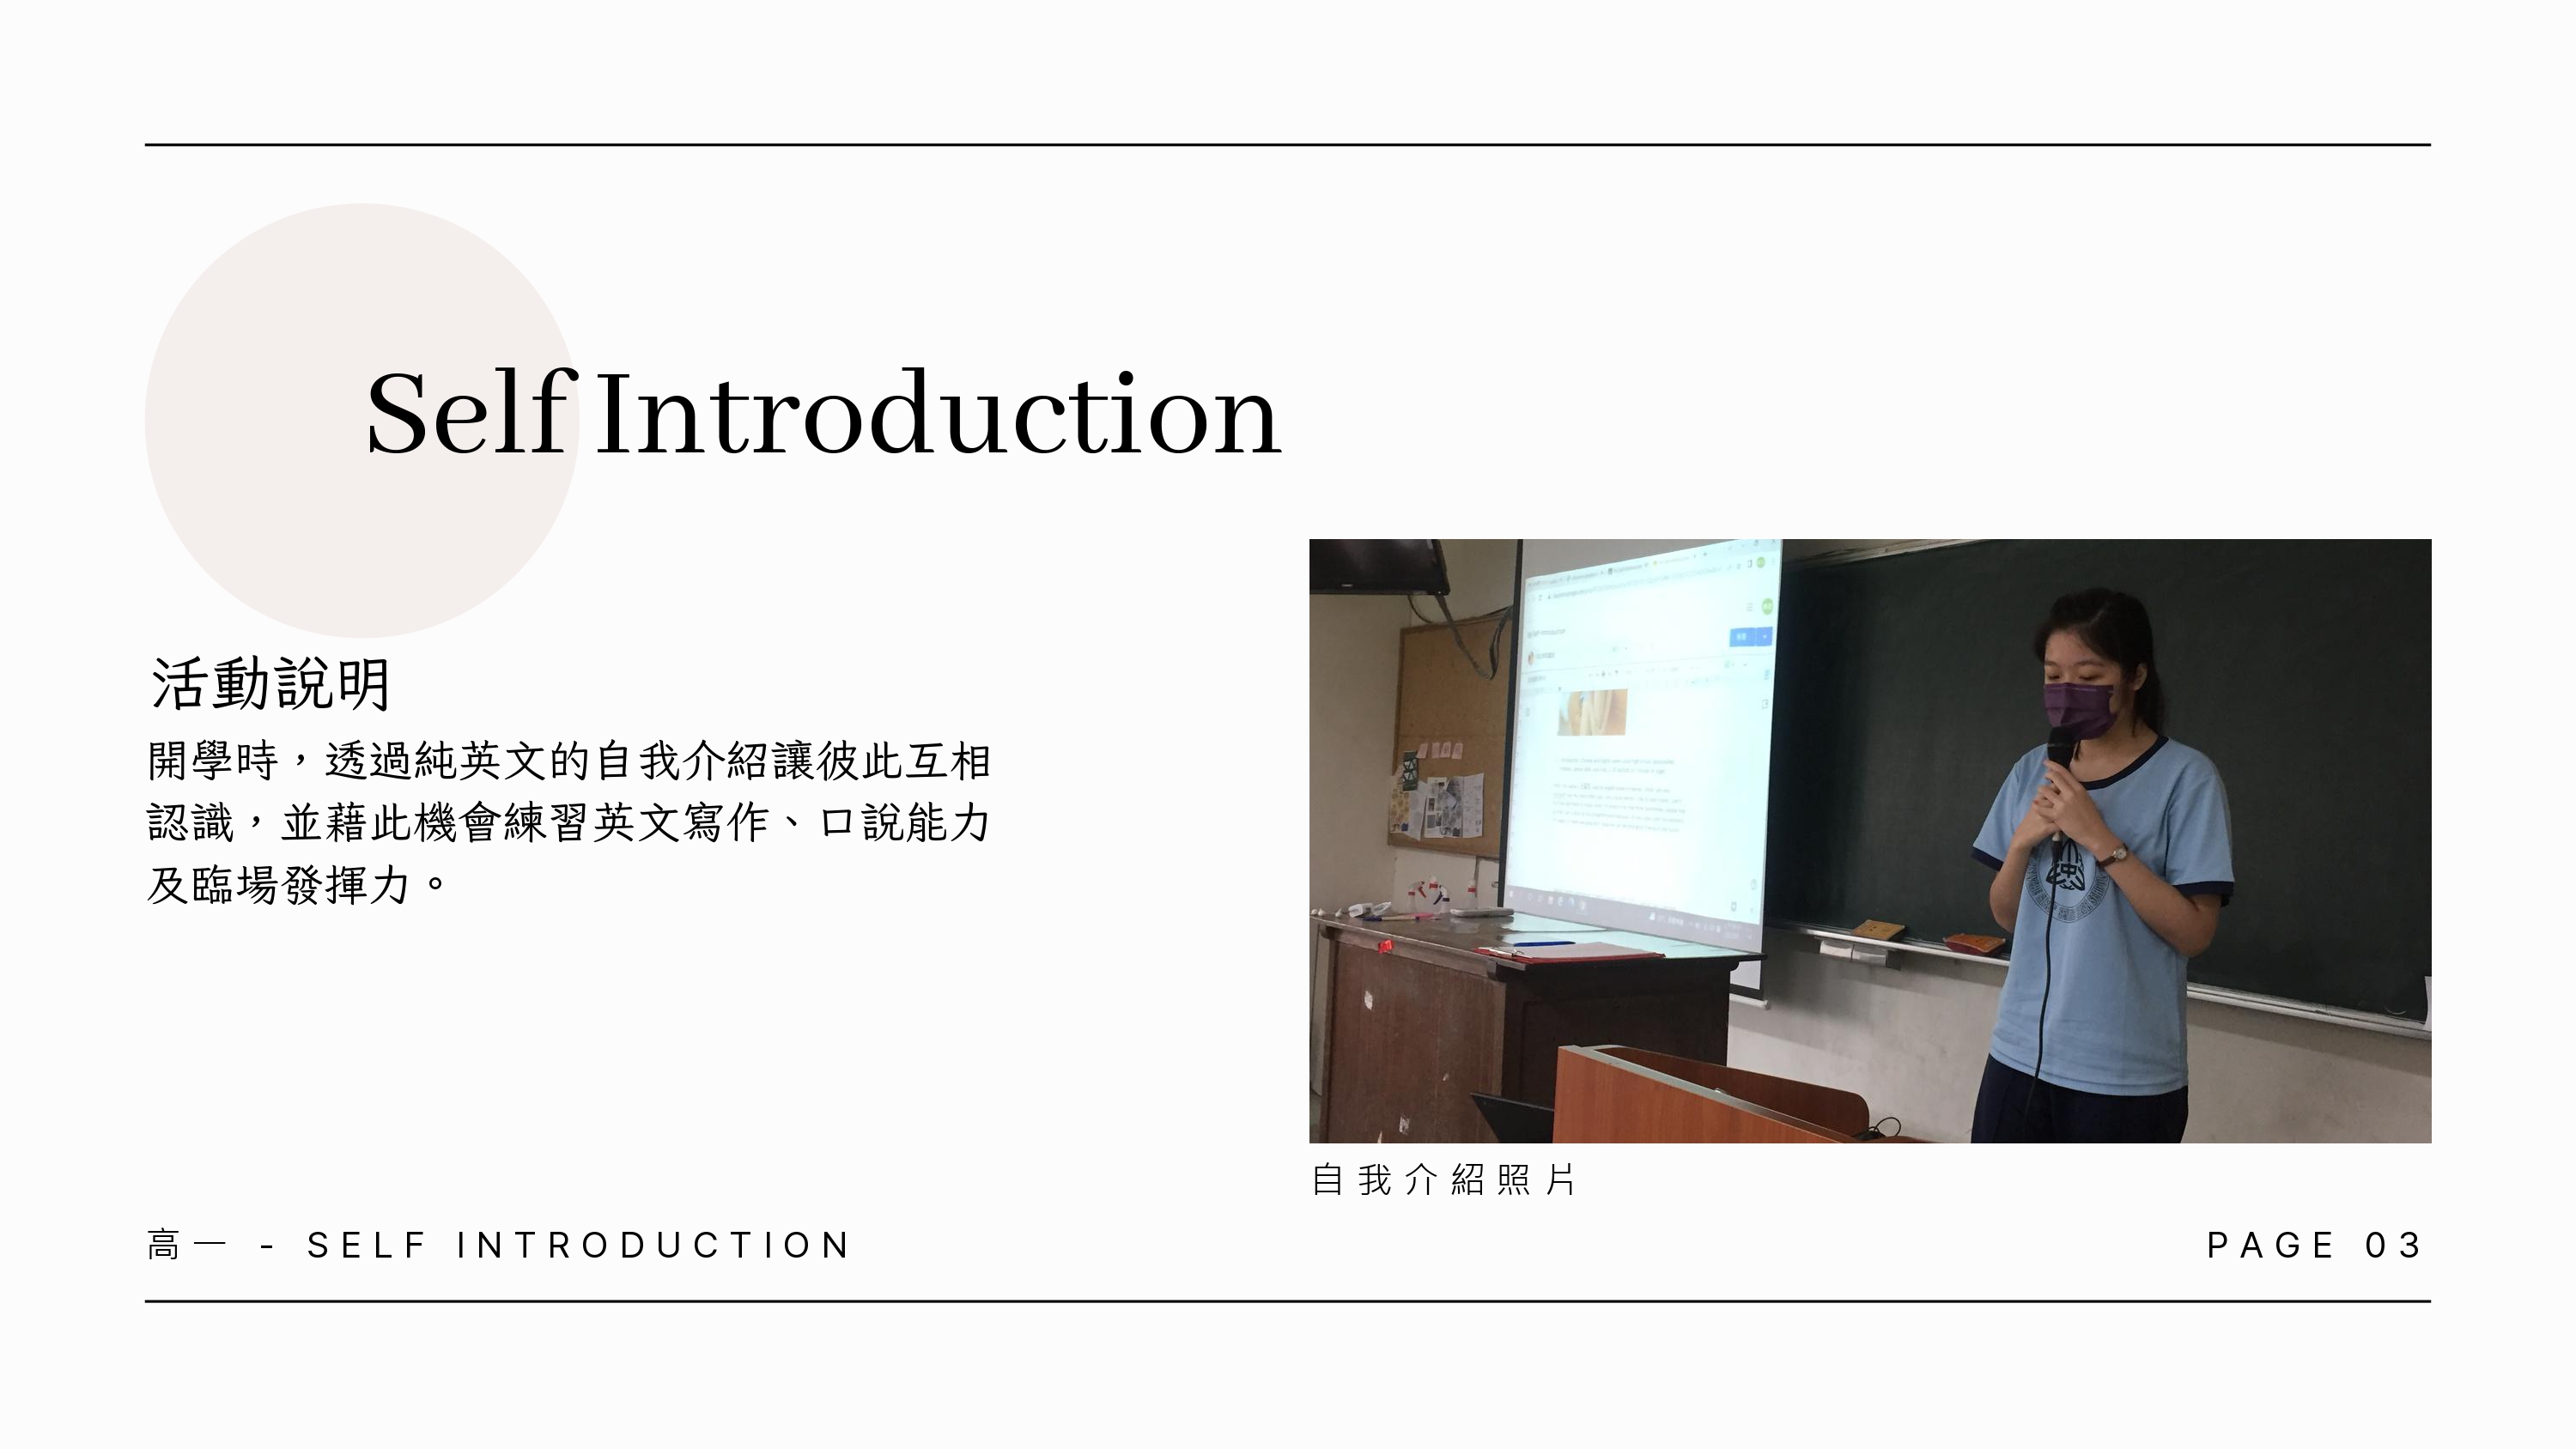 Self Introduction
活動說明
開學時，透過純英文的自我介紹讓彼此互相
認識，並藉此機會練習英文寫作、口說能力
及臨場發揮力。
自我介紹照片
高一 - SELF INTRODUCTION
PAGE 03